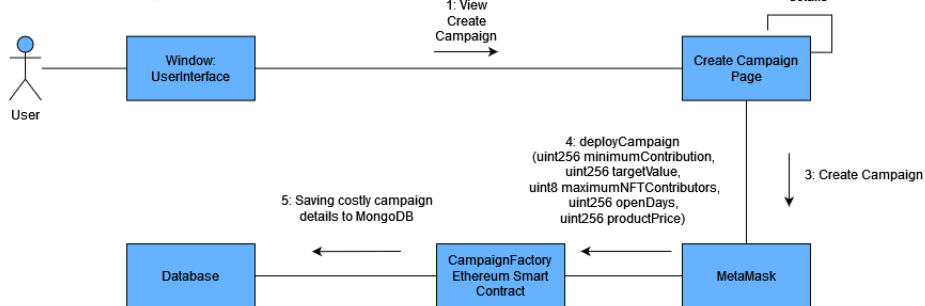 details
1: View
Create
Campaign
Window:
UserInterface
Create Campaign
Page
User
4: deployCampaign
(uint256 minimumContribution,
uint256 targetValue,
uint8 maximumNFTContributors,
uint256 openDays,
uint256 productPrice)
3: Create Campaign
5: Saving costly campaign
details to MongoDB
Database
CampaignFactory
Ethereum Smart
Contract
MetaMask